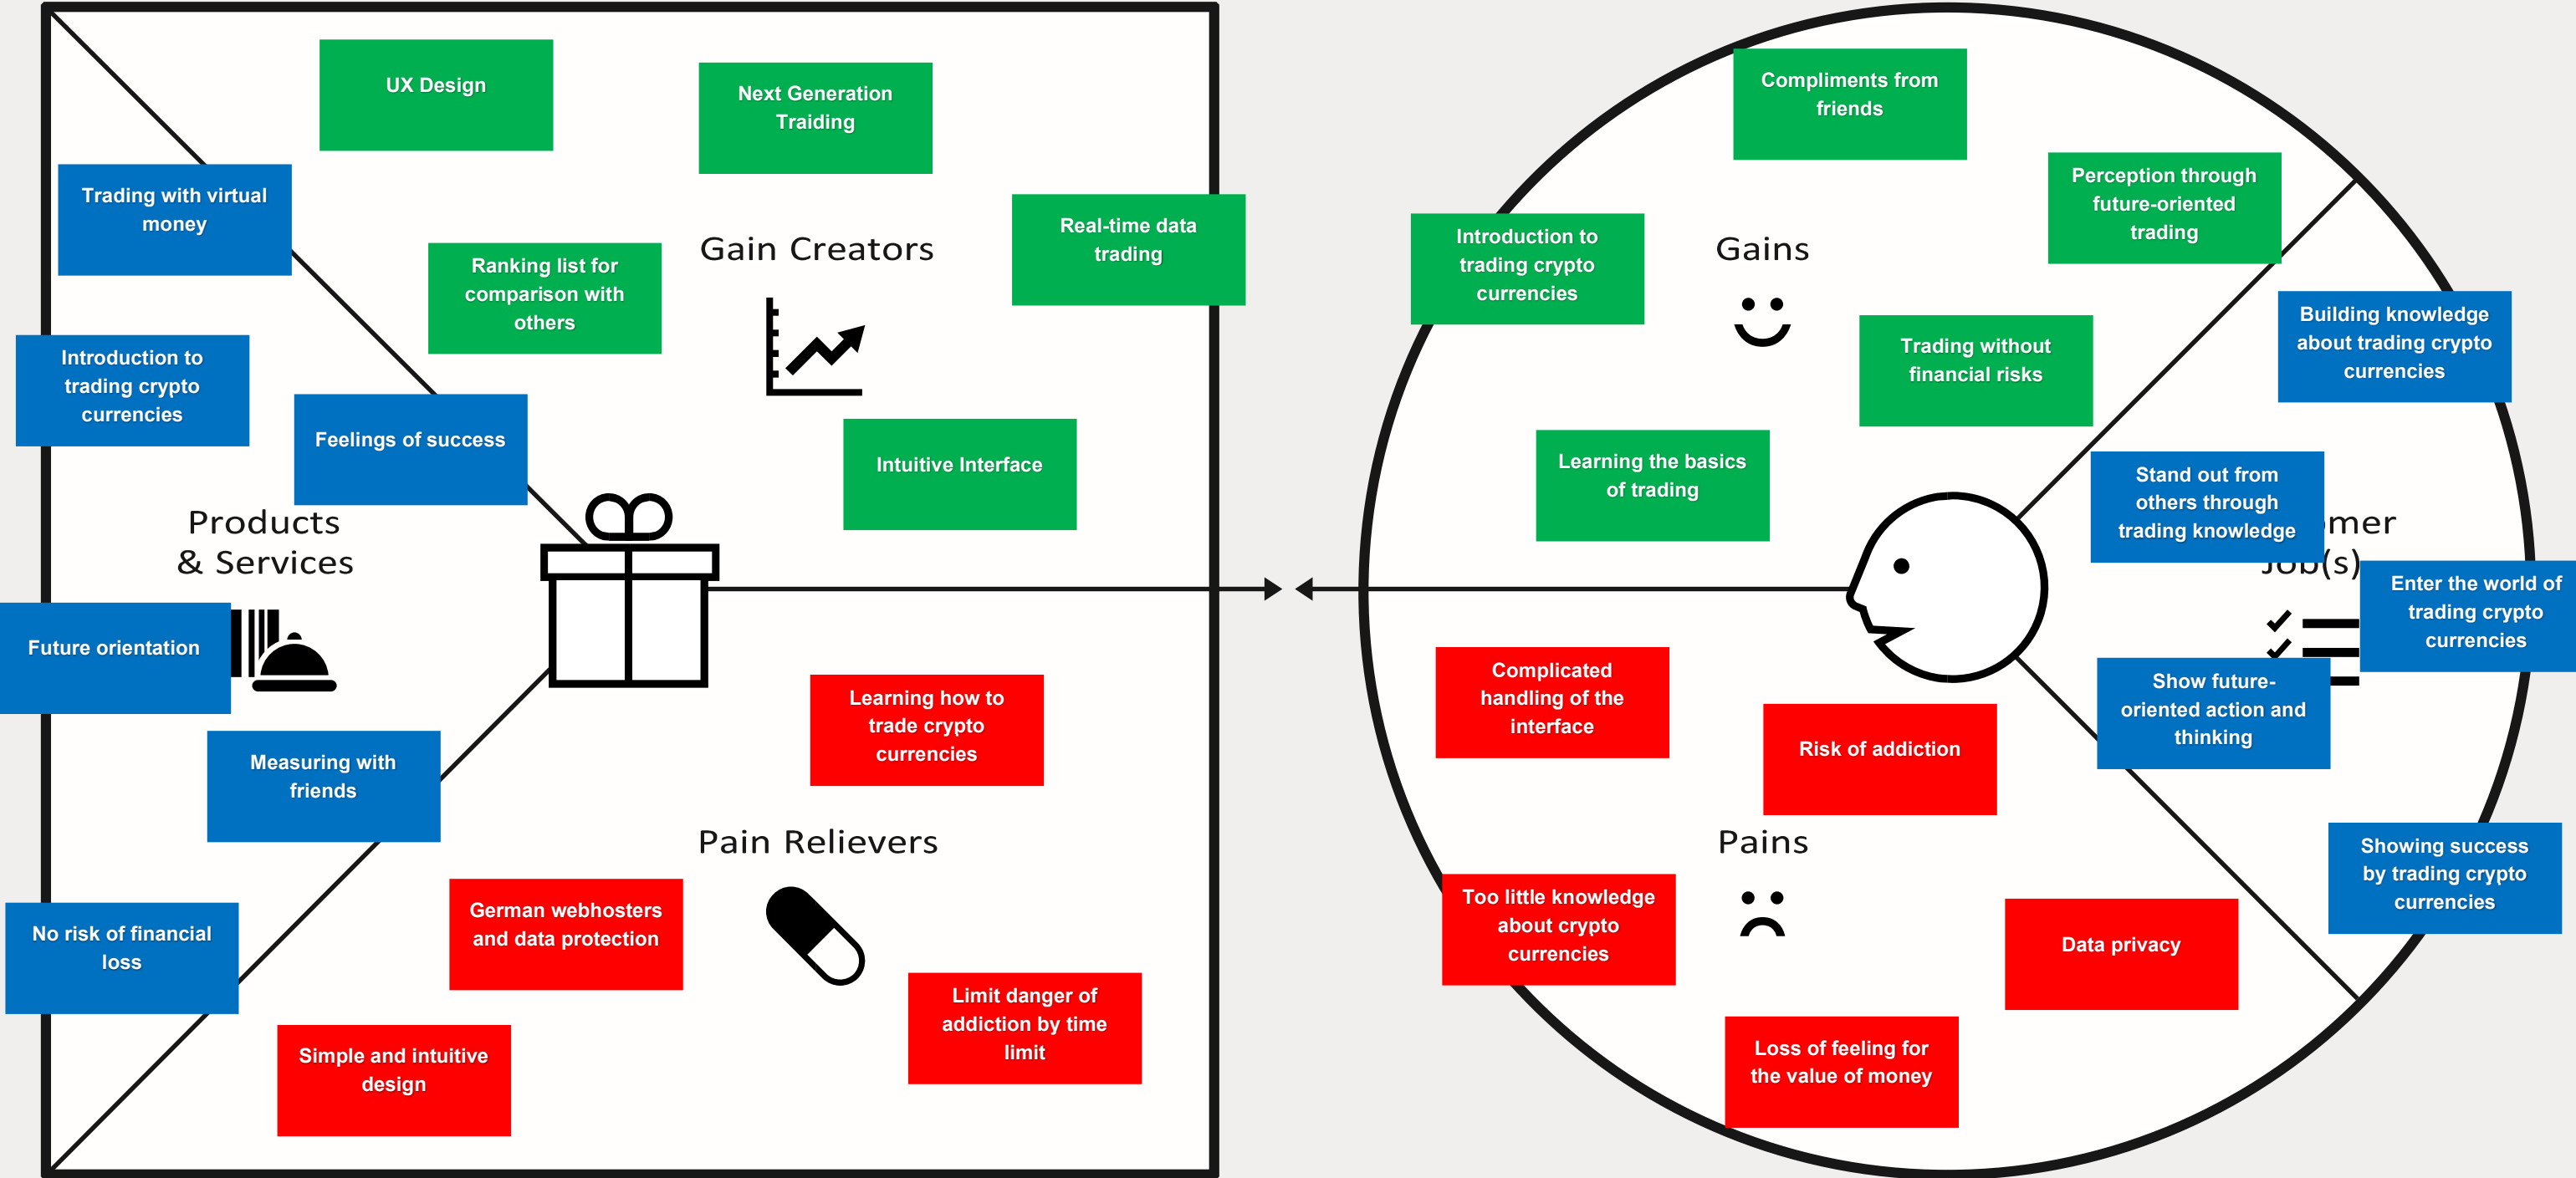 UX Design
Next Generation
Traiding
Trading with virtual
money
Real-time data
trading
Gain Creators
Ranking list for
comparison with
others
Introduction to
trading crypto
currencies
Feelings of success
Intuitive Interface
Products
& Services
Future orientation
Learning how to
trade crypto
currencies
Measuring with
friends
Pain Relievers
German webhosters
and data protection
No risk of financial
loss
Limit danger of
addiction by time
limit
Simple and intuitive
design
Compliments from
friends
Perception through
future-oriented
trading
Introduction to
trading crypto
currencies
Gains
Building knowledge
about trading crypto
currencies
Trading without
financial risks
Learning the basics
of trading
Stand out from
others through
trading knowledge
omer
Job(s)
Enter the world of
trading crypto
currencies
Complicated
handling of the
interface
Show future-
oriented action and
thinking
Risk of addiction
Pains
Showing success
by trading crypto
currencies
Too little knowledge
about crypto
currencies
Data privacy
Loss of feeling for
the value of money